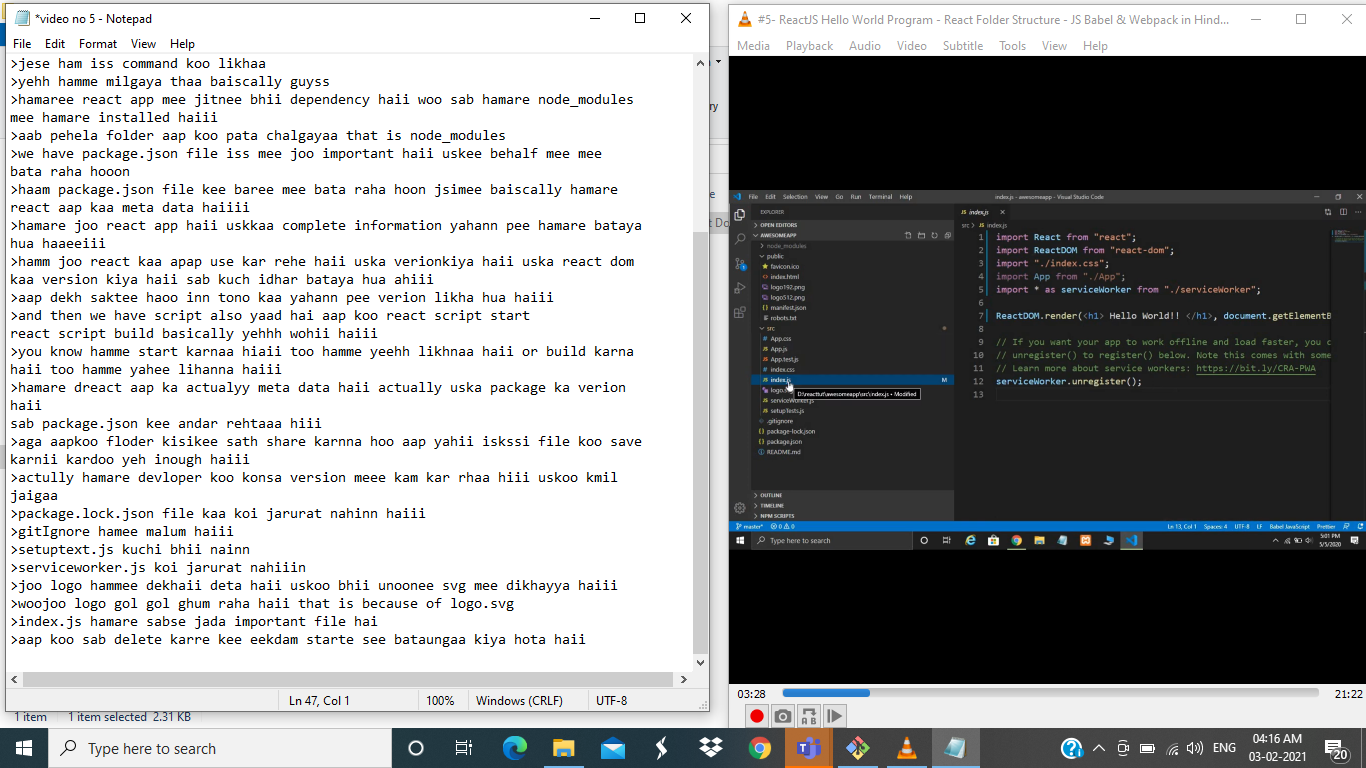 *video no 5 - Notepad
File Edit Format View Help
>jese ham iss command koo likhaa
>yehh hamme milgaya thaa baiscally guyss
>hamaree react app mee jitnee bhii dependency haii woo sab hamare node_modules
mee hamare installed haiii
>aab pehela folder aap koo pata chalgayaa that is node_modules
>we have package.json file iss mee joo important haii uskee behalf mee mee
bata raha hooon
>haam package.json file kee baree mee bata raha hoon jsimee baiscally hamare
react aap kaa meta data haiiii
>hamare joo react app haii uskkaa complete information yahann pee hamare bataya
hua haaeeiii
>hamm joo react kaa apap use kar rehe haii uska verionkiya haii uska react dom
kaa version kiya haii sab kuch idhar bataya hua ahiii
>aap dekh saktee haoo inn tono kaa yahann pee verion likha hua haiii
>and then we have script also yaad hai aap koo react script start
react script build basically yehhh wohii haiii
>you know hamme start karnaa hiaii too hamme yeehh likhnaa haii or build karna
haii too hamme yahee lihanna haiii
>hamare dreact aap ka actualyy meta data haii actually uska package ka verion
haii
sab package.json kee andar rehtaaa hiii
>aga aapkoo floder kisikee sath share karnna hoo aap yahii iskssi file koo save
karnii kardoo yeh inough haiii
>actully hamare devloper koo konsa version meee kam kar rhaa hiii uskoo kmil
jaigaa
>package.lock.json file kaa koi jarurat nahinn haiii
>gitIgnore hamee malum haiii
>setuptext.js kuchi bhii nainn
>serviceworker.js koi jarurat nahiiin
>joo logo hammee dekhaii deta haii uskoo bhii unoonee svg mee dikhayya haiii
>woojoo logo gol gol ghum raha haii that is because of logo.svg
>index.js hamare sabse jada important file hai
>aap koo sab delete karre kee eekdam starte see bataungaa kiya hota haii
Ln 47, Col 1 100% Windows (CRLF) UTF-8
1 item 1 item selected 2.31 KB
#5- ReactJS Hello World Program - React Folder Structure - JS Babel & Webpack in Hind...
Media Playback Audio Video Subtitle Tools View Help
File Edit Selection View Go Run Terminal Help
index.js - awesomeapp - Visual Studio Code
EXPLORER
OPEN EDITORS
AWESOMEAPP
node_modules
public
favicon.ico
index.html
logo192.png
logo512.png
manifest.json
robots.txt
src
App.css
App.js
App.test.js
index.css
index.js M
D:\reacttut\awesomeapp\src\index.js • Modified
serviceWorker.js
setupTests.js
.gitignore
package-lock.json
package.json
README.md
OUTLINE
TIMELINE
NPM SCRIPTS
index.js
src > index.js
1 import React from "react";
2 import ReactDOM from "react-dom";
3 import "./index.css";
4 import App from "./App";
5 import * as serviceWorker from "./serviceWorker";
6
7 ReactDOM.render(<h1> Hello World!! </h1>, document.getElementB
8
9 // If you want your app to work offline and load faster, you c
10 // unregister() to register() below. Note this comes with some
11 // Learn more about service workers: https://bit.ly/CRA-PWA
12 serviceWorker.unregister();
13
master* 0 0 Ln 13, Col 1 Spaces: 4 UTF-8 LF Babel JavaScript Prettier
Type here to search
5:01 PM
5/5/2020
03:28 21:22
Type here to search
ENG
04:16 AM
03-02-2021
20